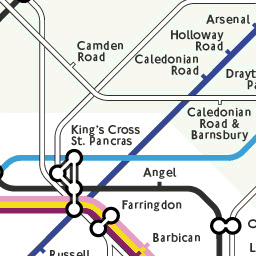 Arsenal
Holloway
Road
Camden
Road
Caledonian
Road
Caledonian
Road &
Barnsbury
King's Cross
St. Pancras
Angel
Farringdon
Barbican
Russell